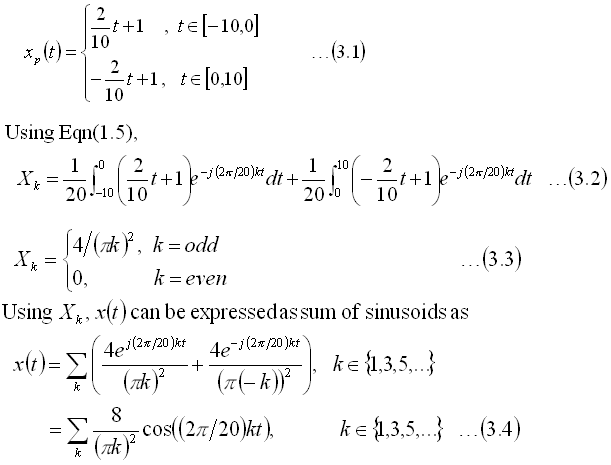 x_p(t) = { 2/10 t+1 , t∈[−10,0]
−2/10 t+1, t∈[0,10] …(3.1)
Using Eqn(1.5),
X_k = 1/20 ∫_{−10}^{0} (2/10 t+1) e^{−j(2π/20)kt} dt + 1/20 ∫_{0}^{10} (−2/10 t+1) e^{−j(2π/20)kt} dt …(3.2)
X_k = { 4/(πk)^2, k = odd
0, k = even …(3.3)
Using X_k, x(t) can be expressed as sum of sinusoids as
x(t) = ∑_k (4e^{j(2π/20)kt}/(πk)^2 + 4e^{−j(2π/20)kt}/(π(−k))^2), k∈{1,3,5,…}
= ∑_k 8/(πk)^2 cos((2π/20)kt), k∈{1,3,5,…} …(3.4)